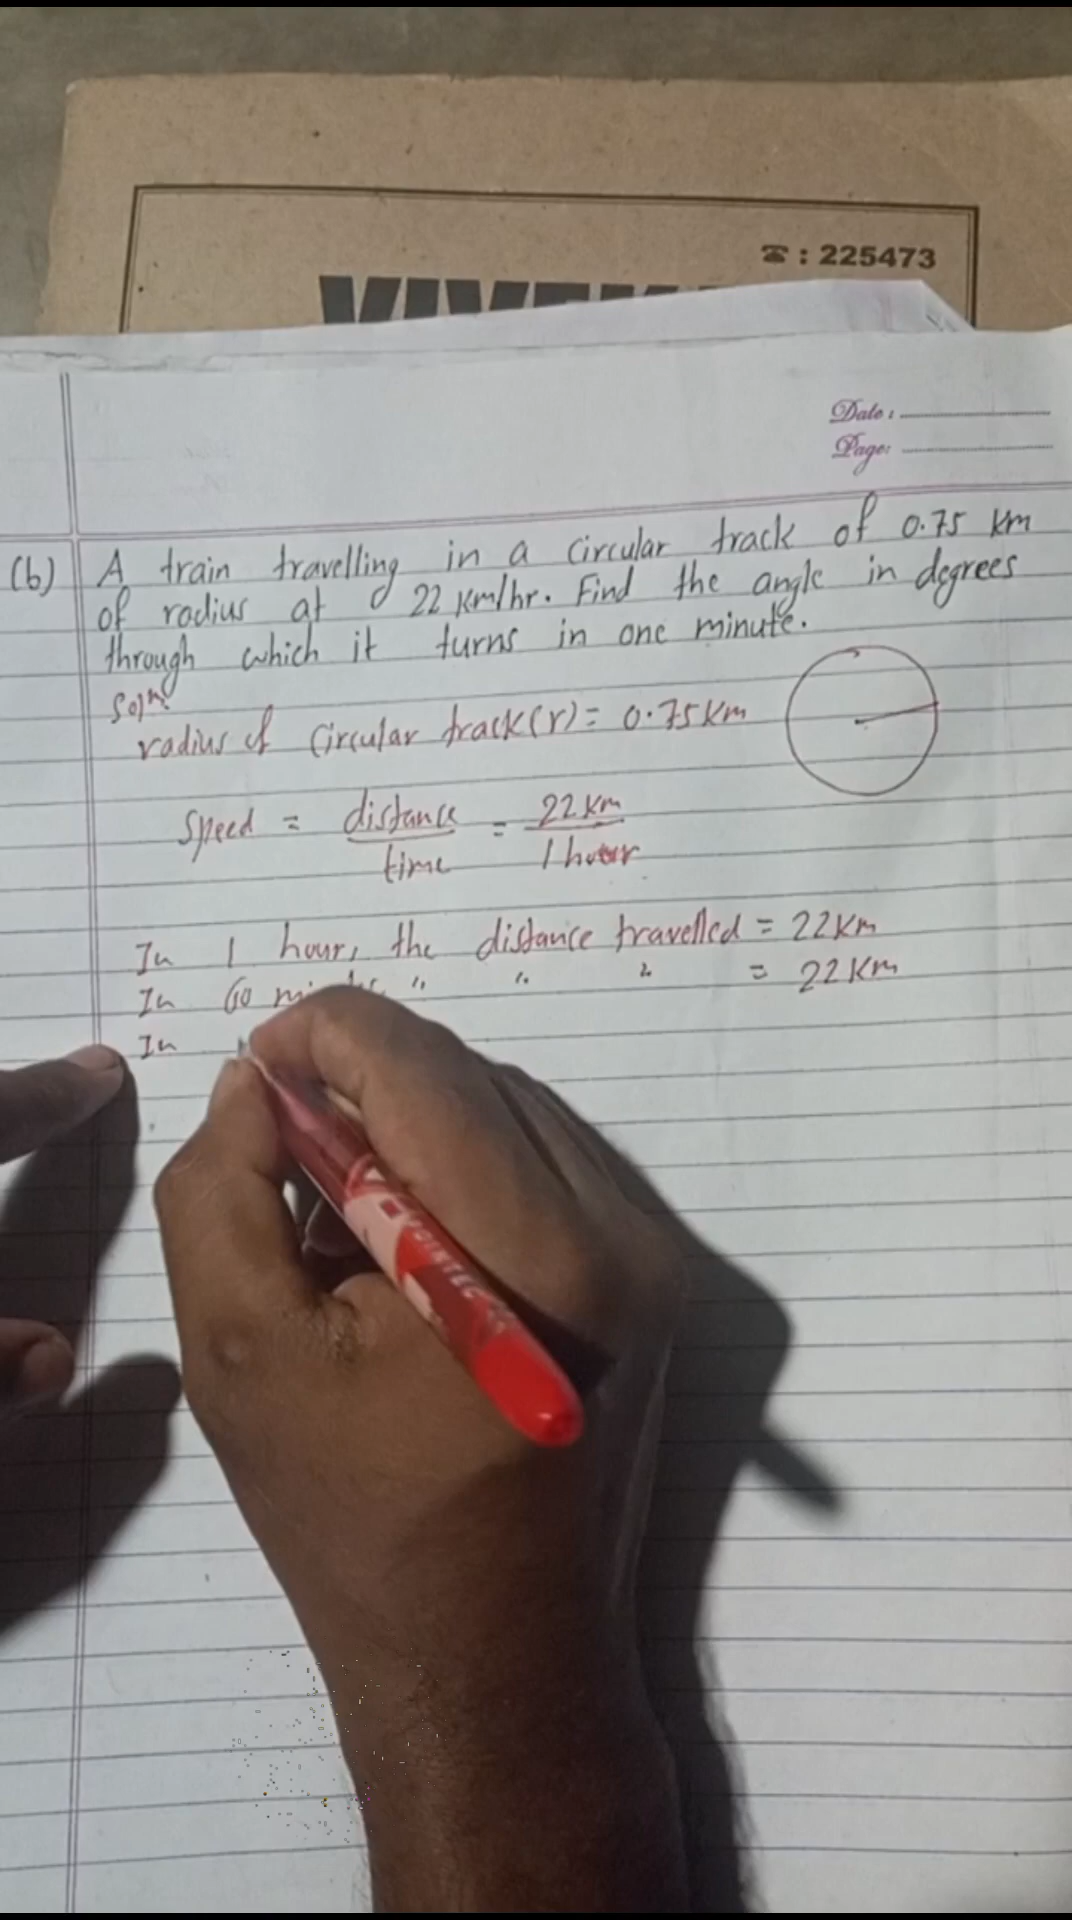 ☎ : 225473
Date :
Page:
(b) A train travelling in a circular track of 0.75 km
of radius at 22 Km/hr. Find the angle in degrees
through which it turns in one minute.
Soln
radius of Circular track(r) = 0.75 Km
Speed = distance/time = 22 Km/1 hour
In 1 hour, the distance travelled = 22 Km
In 60 " " " = 22 Km
In
POINTEC